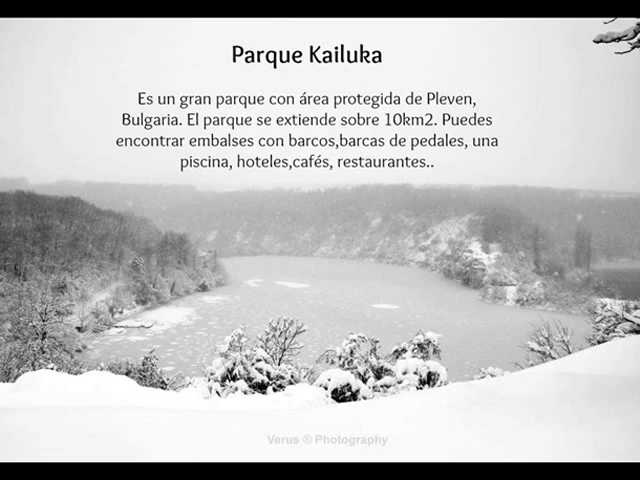 Parque Kailuka
Es un gran parque con área protegida de Pleven,
Bulgaria. El parque se extiende sobre 10km2. Puedes
encontrar embalses con barcos,barcas de pedales, una
piscina, hoteles,cafés, restaurantes..
Verus ® Photography